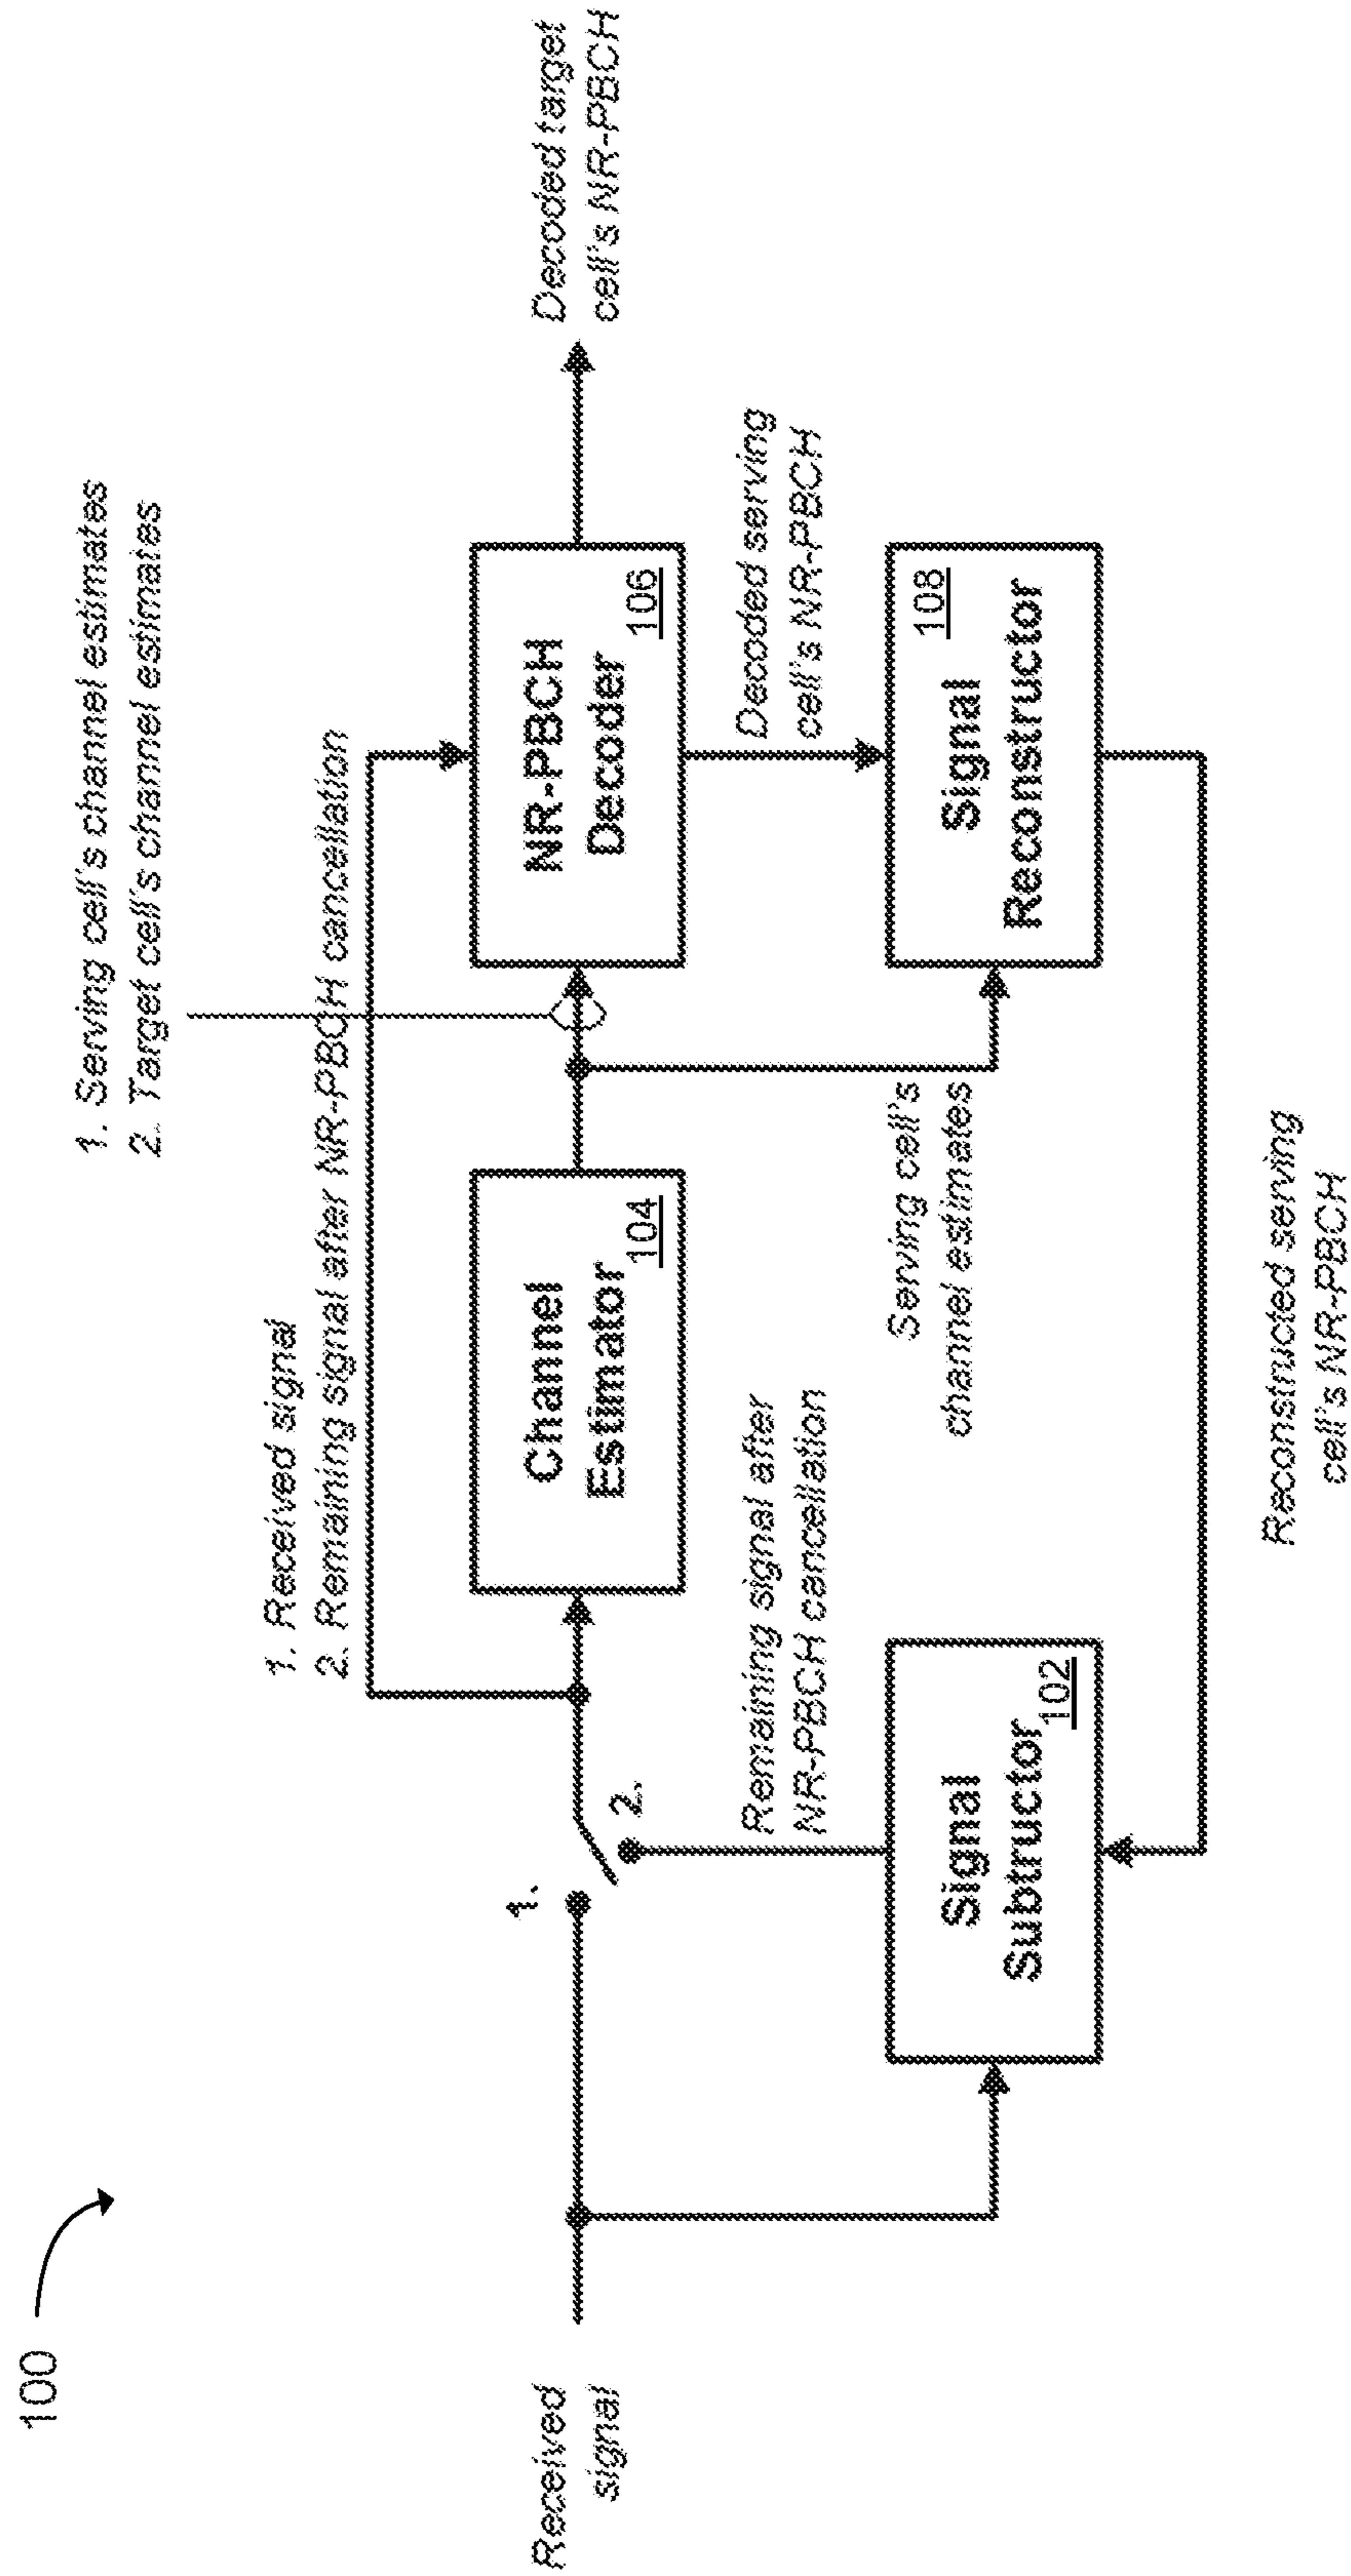 100
1. Serving cell's channel estimates
2. Target cell's channel estimates
1. Received signal
2. Remaining signal after NR-PBCH cancellation
Received
signal
1.
2.
Channel
Estimator
104
NR-PBCH
Decoder
106
Decoded target
cell's NR-PBCH
Remaining signal after
NR-PBCH cancellation
Serving cell's
channel estimates
Decoded serving
cell's NR-PBCH
Signal
Subtructor
102
Signal
Reconstructor
108
Reconstructed serving
cell's NR-PBCH